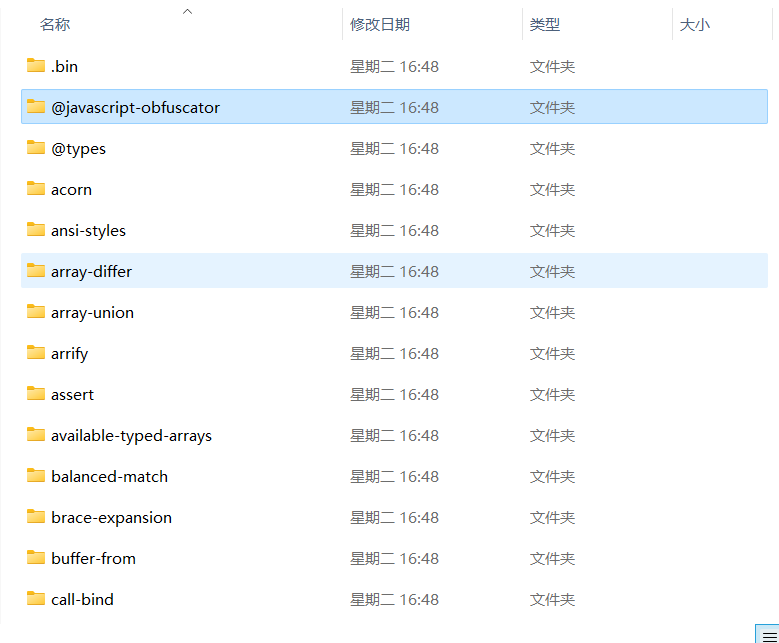 名称 修改日期 类型 大小
.bin 星期二 16:48 文件夹
@javascript-obfuscator 星期二 16:48 文件夹
@types 星期二 16:48 文件夹
acorn 星期二 16:48 文件夹
ansi-styles 星期二 16:48 文件夹
array-differ 星期二 16:48 文件夹
array-union 星期二 16:48 文件夹
arrify 星期二 16:48 文件夹
assert 星期二 16:48 文件夹
available-typed-arrays 星期二 16:48 文件夹
balanced-match 星期二 16:48 文件夹
brace-expansion 星期二 16:48 文件夹
buffer-from 星期二 16:48 文件夹
call-bind 星期二 16:48 文件夹